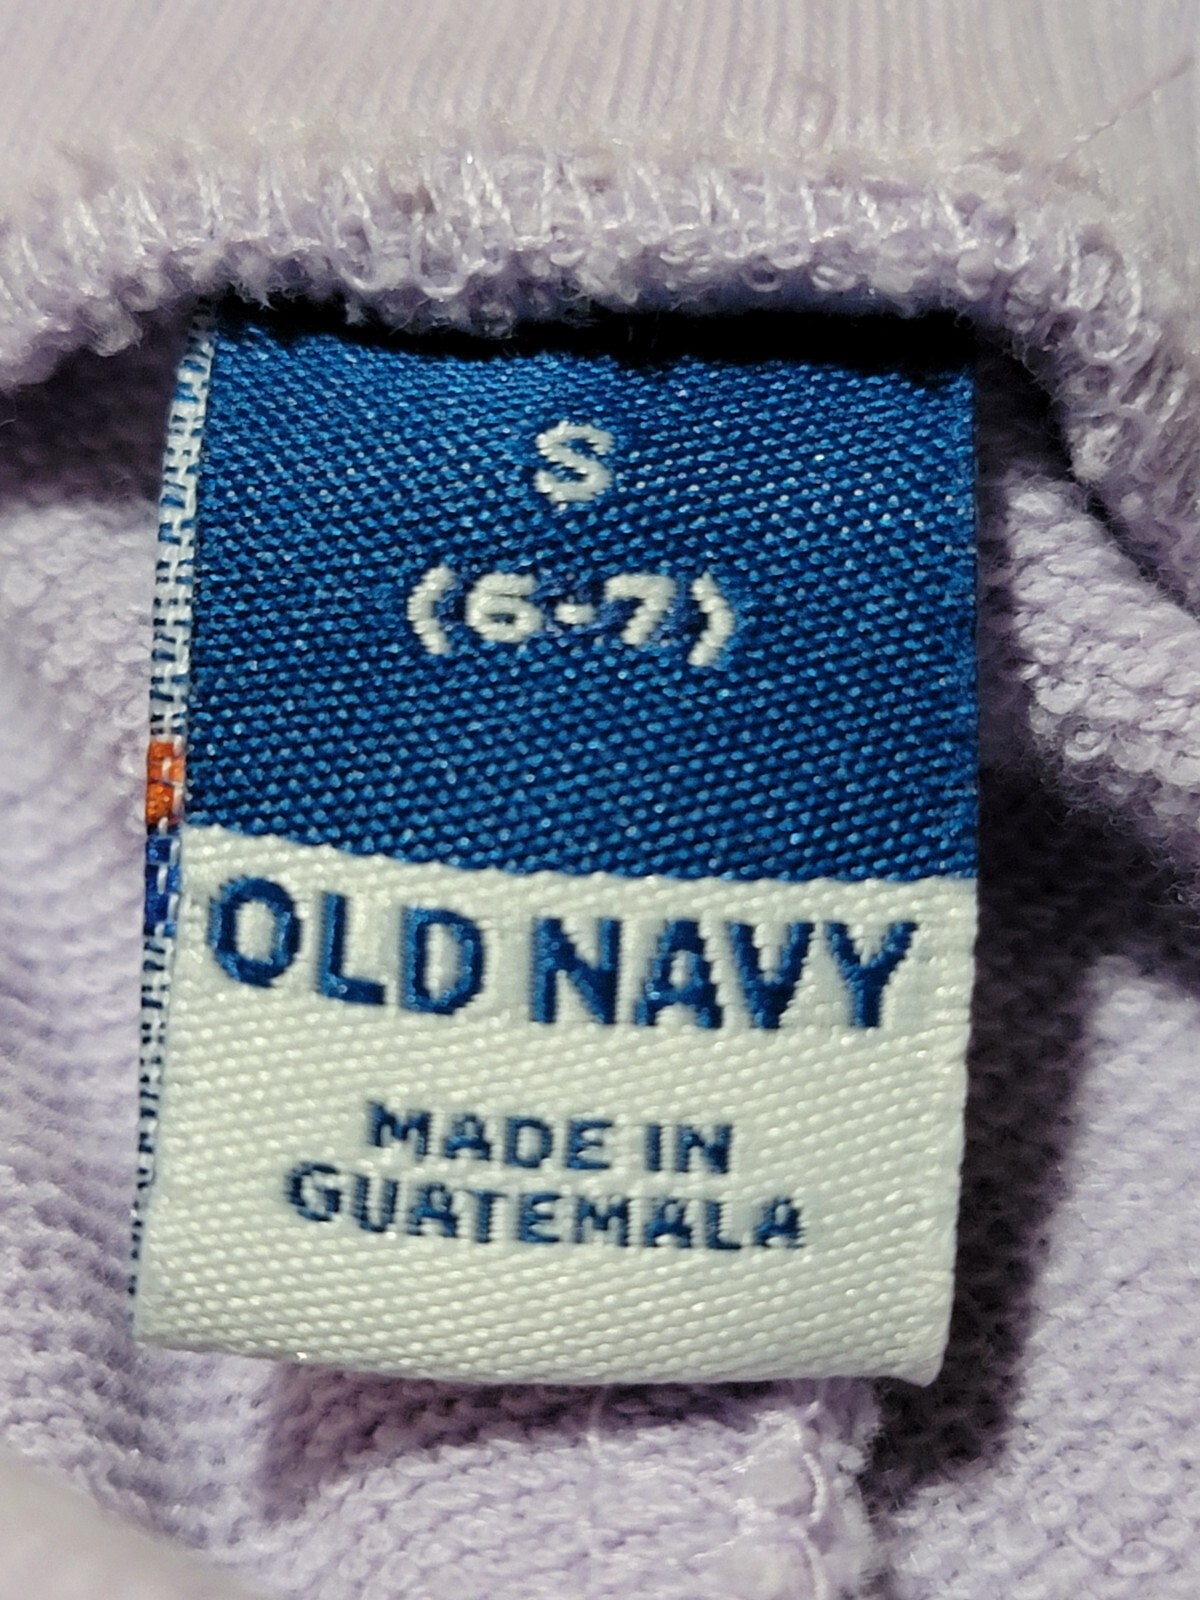 S
(6-7)
OLD NAVY
MADE IN
GUATEMALA